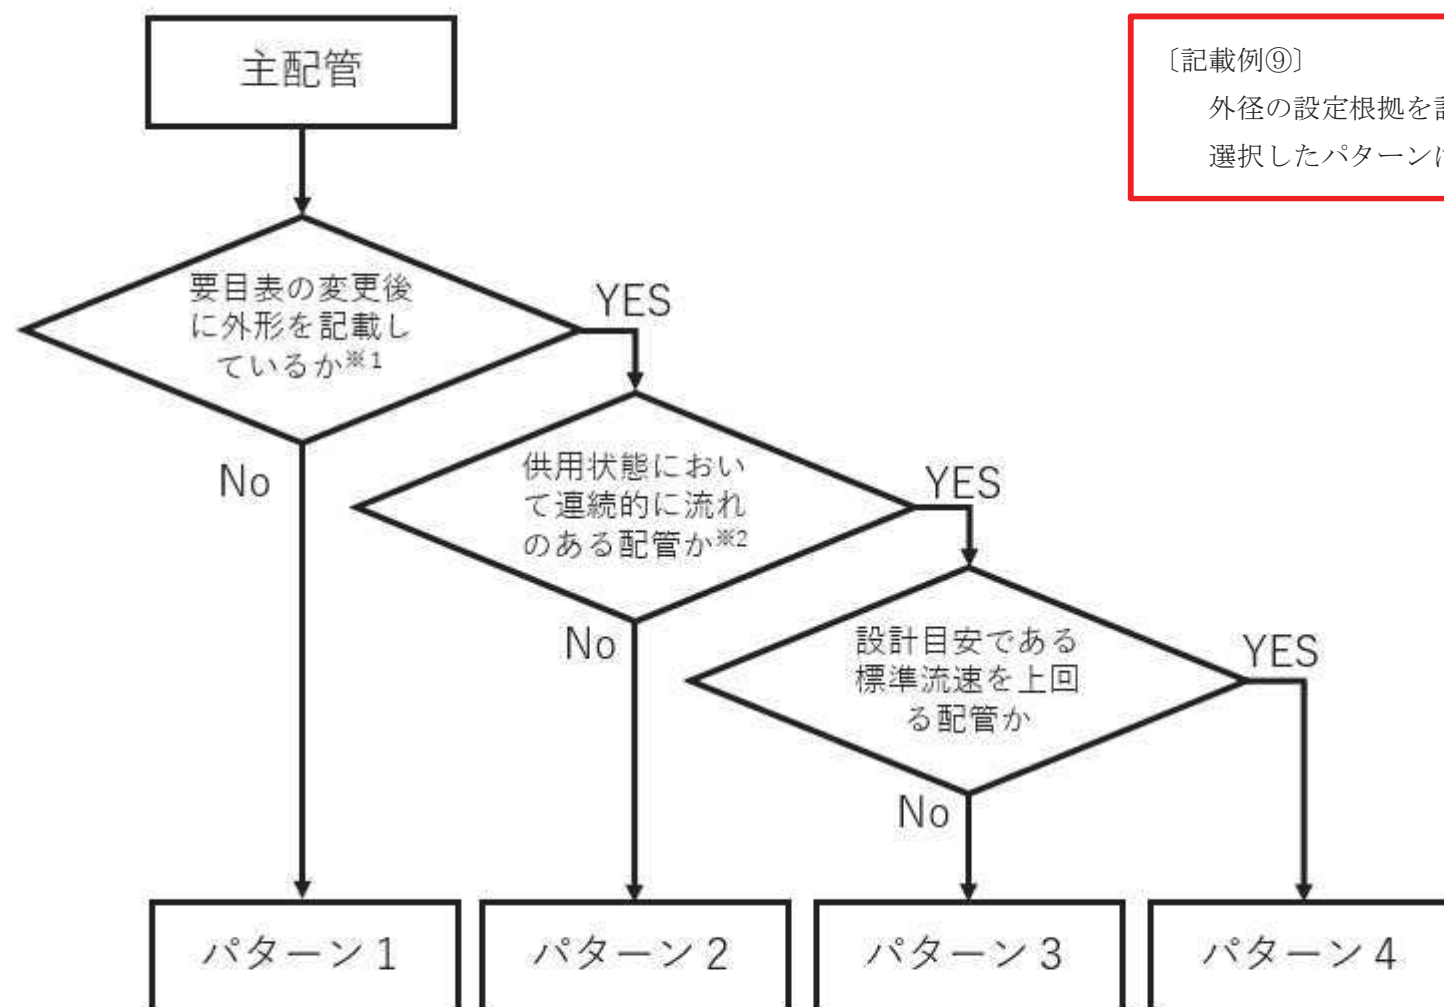 主配管
〔記載例⑨〕
外径の設定根拠を
選択したパターンに
要目表の変更後
に外形を記載し
ているか※1
YES
No
供用状態におい
て連続的に流れ
のある配管か※2
YES
No
設計目安である
標準流速を上回
る配管か
YES
No
パターン1
パターン2
パターン3
パターン4